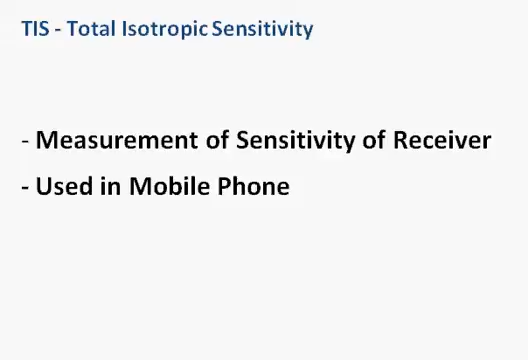 TIS - Total Isotropic Sensitivity
- Measurement of Sensitivity of Receiver
- Used in Mobile Phone